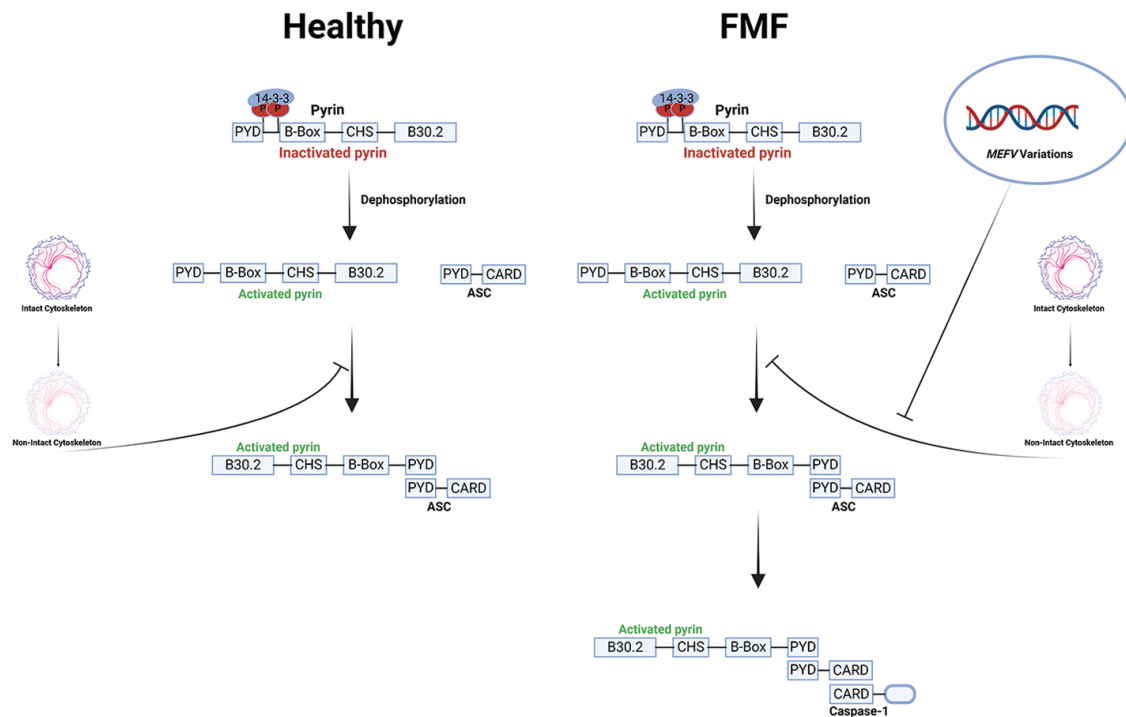 Healthy
14-3-3
P P
Pyrin
PYD B-Box CHS B30.2
Inactivated pyrin
Dephosphorylation
PYD B-Box CHS B30.2
Activated pyrin
PYD CARD
ASC
Intact Cytoskeleton
Non-Intact Cytoskeleton
Activated pyrin
B30.2 CHS B-Box PYD
PYD CARD
ASC
FMF
14-3-3
P P
Pyrin
PYD B-Box CHS B30.2
Inactivated pyrin
MEFV Variations
Dephosphorylation
PYD B-Box CHS B30.2
Activated pyrin
PYD CARD
ASC
Intact Cytoskeleton
Non-Intact Cytoskeleton
Activated pyrin
B30.2 CHS B-Box PYD
PYD CARD
ASC
Activated pyrin
B30.2 CHS B-Box PYD
PYD CARD
CARD
Caspase-1